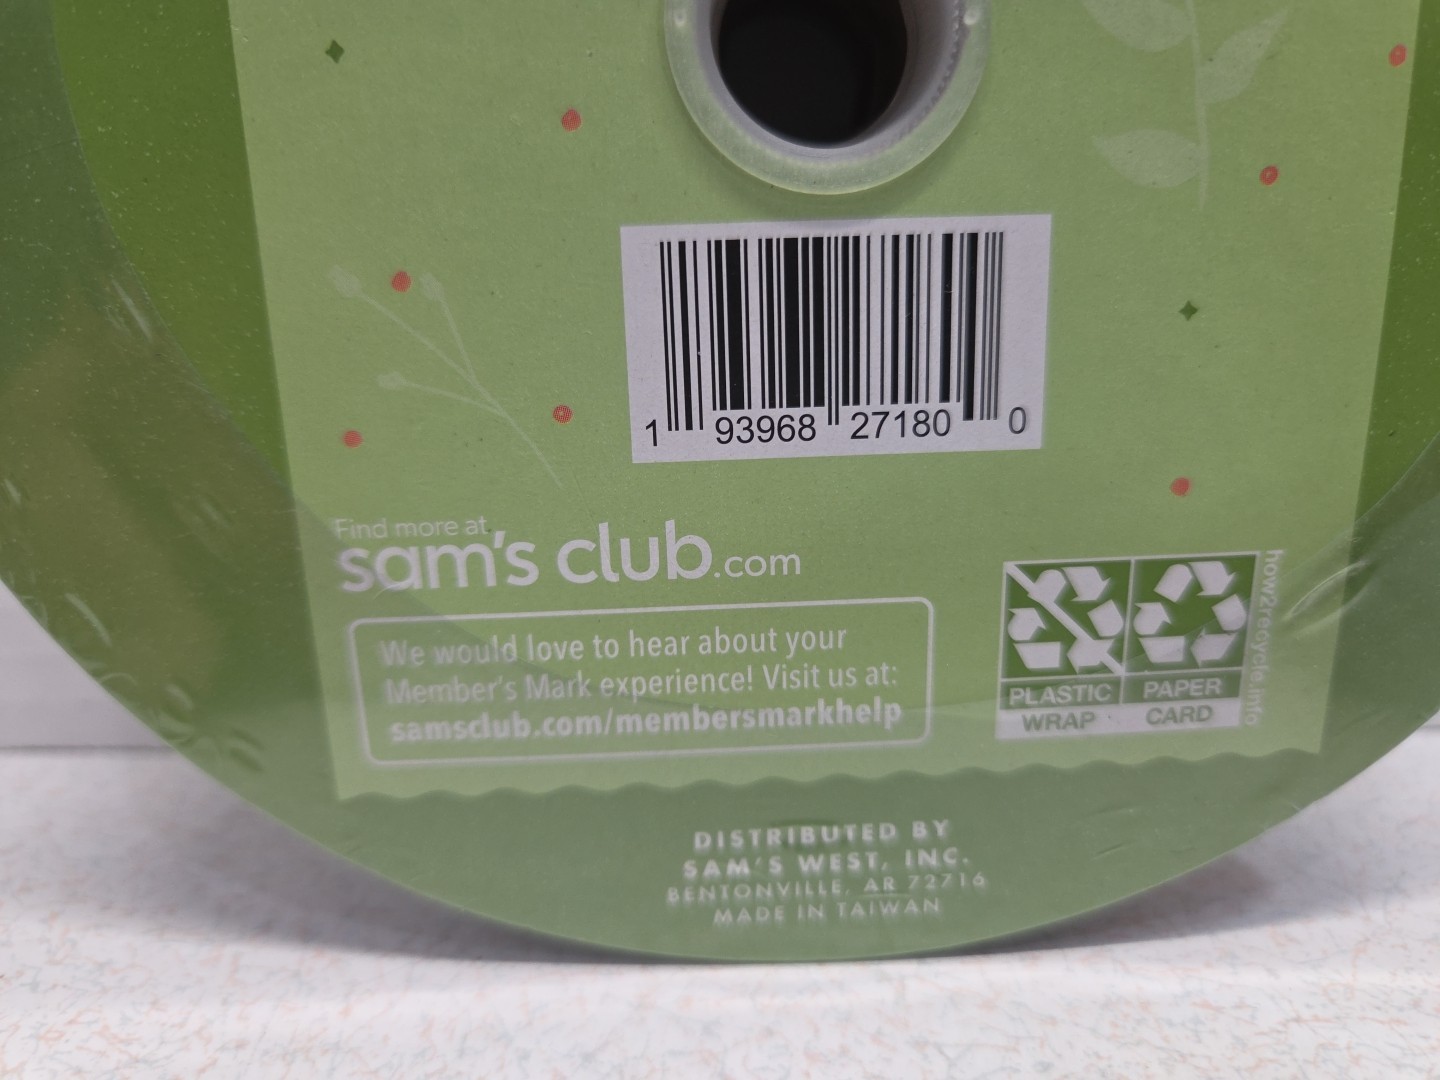 1 93968 27180 0
Find more at
sam's club.com
We would love to hear about your
Member's Mark experience! Visit us at:
samsclub.com/membersmarkhelp
PLASTIC
WRAP
PAPER
CARD
how2recycle.info
DISTRIBUTED BY
SAM'S WEST, INC.
BENTONVILLE, AR 72716
MADE IN TAIWAN